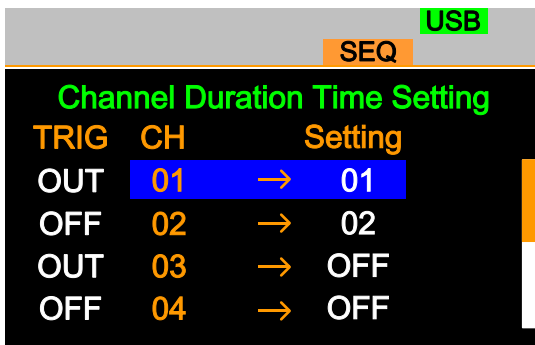 USB
SEQ
Channel Duration Time Setting
TRIG CH Setting
OUT 01 → 01
OFF 02 → 02
OUT 03 → OFF
OFF 04 → OFF